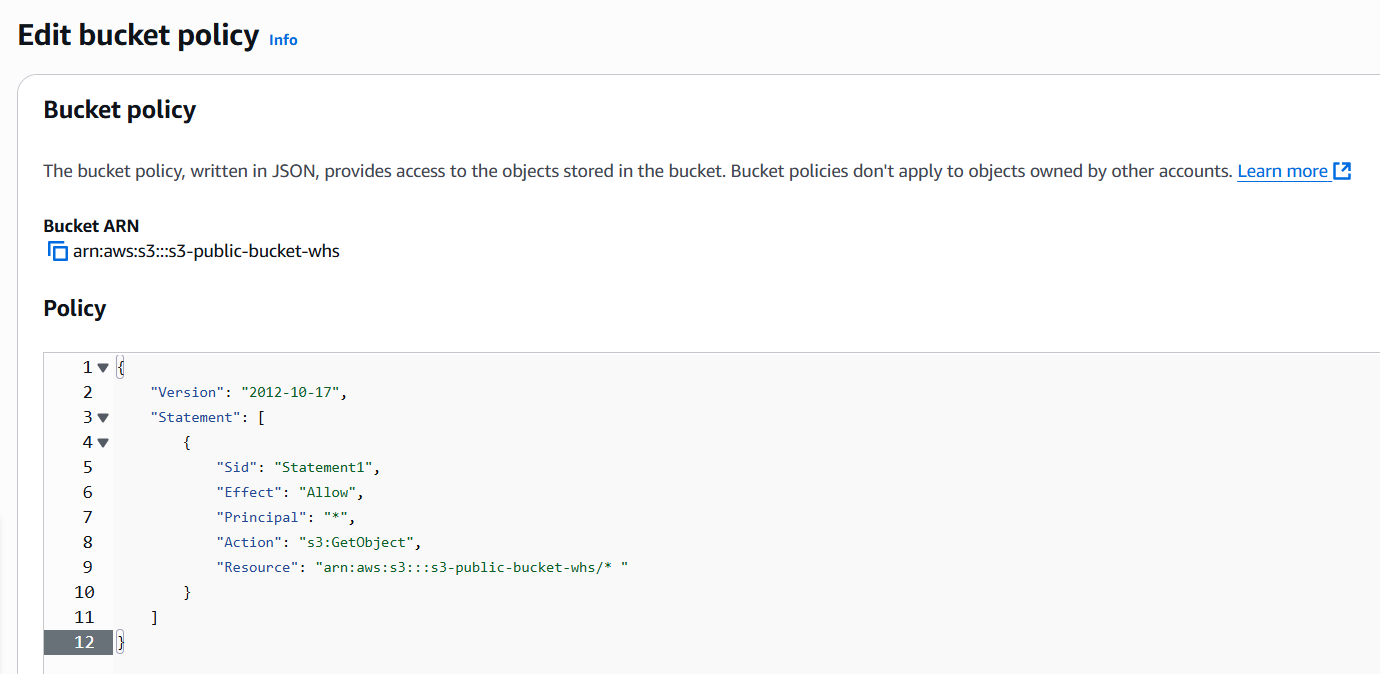 Edit bucket policy Info
Bucket policy
The bucket policy, written in JSON, provides access to the objects stored in the bucket. Bucket policies don't apply to objects owned by other accounts. Learn more
Bucket ARN
arn:aws:s3:::s3-public-bucket-whs
Policy
1 {
2 "Version": "2012-10-17",
3 "Statement": [
4 {
5 "Sid": "Statement1",
6 "Effect": "Allow",
7 "Principal": "*",
8 "Action": "s3:GetObject",
9 "Resource": "arn:aws:s3:::s3-public-bucket-whs/* "
10 }
11 ]
12 }